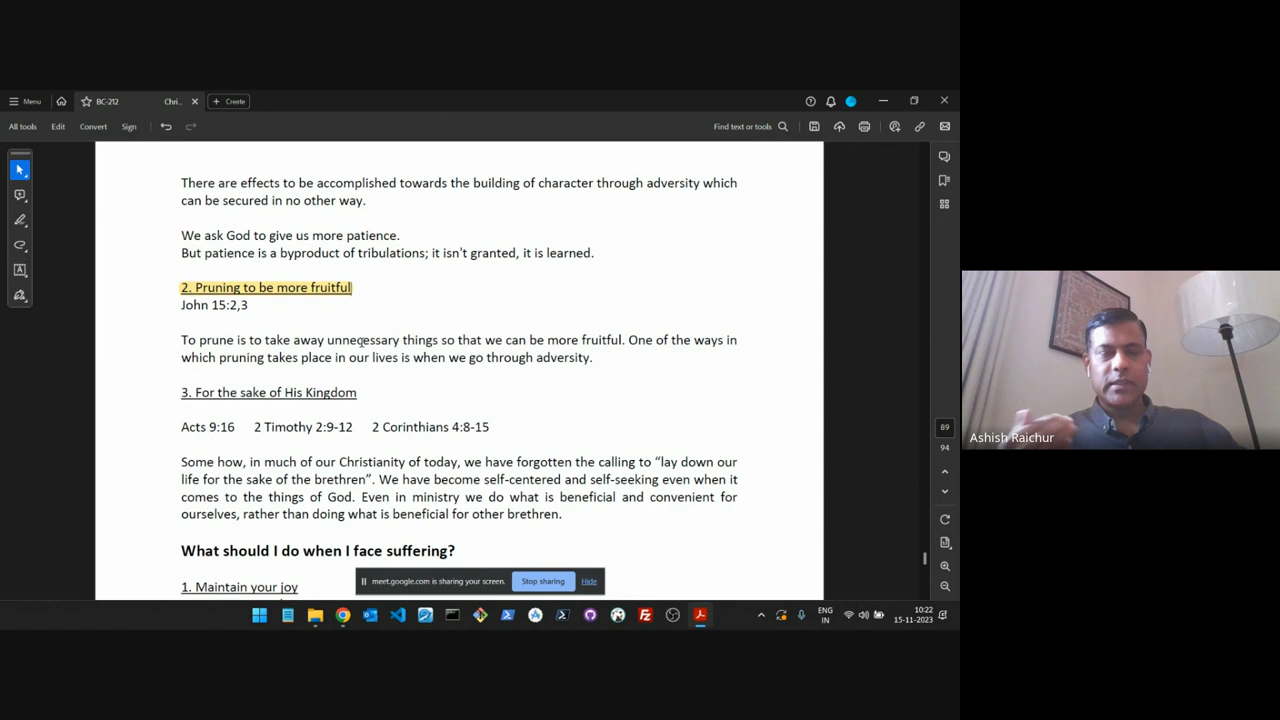 Menu
BC-212
Chri...
Create
All tools
Edit
Convert
Sign
Find text or tools
There are effects to be accomplished towards the building of character through adversity which
can be secured in no other way.
We ask God to give us more patience.
But patience is a byproduct of tribulations; it isn't granted, it is learned.
2. Pruning to be more fruitful
John 15:2,3
To prune is to take away unnecessary things so that we can be more fruitful. One of the ways in
which pruning takes place in our lives is when we go through adversity.
3. For the sake of His Kingdom
Acts 9:16 2 Timothy 2:9-12 2 Corinthians 4:8-15
Some how, in much of our Christianity of today, we have forgotten the calling to “lay down our
life for the sake of the brethren”. We have become self-centered and self-seeking even when it
comes to the things of God. Even in ministry we do what is beneficial and convenient for
ourselves, rather than doing what is beneficial for other brethren.
What should I do when I face suffering?
1. Maintain your joy
89
94
meet.google.com is sharing your screen.
Stop sharing
Hide
ENG
IN
10:22
15-11-2023
Ashish Raichur